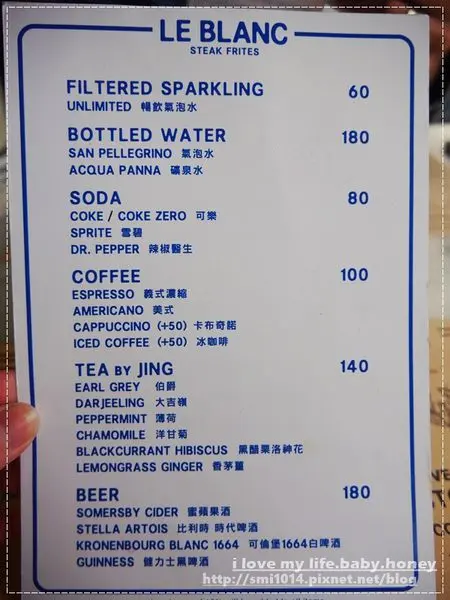 LE BLANC
STEAK FRITES
FILTERED SPARKLING 60
UNLIMITED 暢飲氣泡水
BOTTLED WATER 180
SAN PELLEGRINO 氣泡水
ACQUA PANNA 礦泉水
SODA 80
COKE / COKE ZERO 可樂
SPRITE 雪碧
DR. PEPPER 辣椒醫生
COFFEE 100
ESPRESSO 義式濃縮
AMERICANO 美式
CAPPUCCINO (+50) 卡布奇諾
ICED COFFEE (+50) 冰咖啡
TEA BY JING 140
EARL GREY 伯爵
DARJEELING 大吉嶺
PEPPERMINT 薄荷
CHAMOMILE 洋甘菊
BLACKCURRANT HIBISCUS 黑醋栗洛神花
LEMONGRASS GINGER 香茅薑
BEER 180
SOMERSBY CIDER 蜜蘋果酒
STELLA ARTOIS 比利時 時代啤酒
KRONENBOURG BLANC 1664 可倫堡1664白啤酒
GUINNESS 健力士黑啤酒
i love my life.baby.honey
http://smi1014.pixnet.net/blog